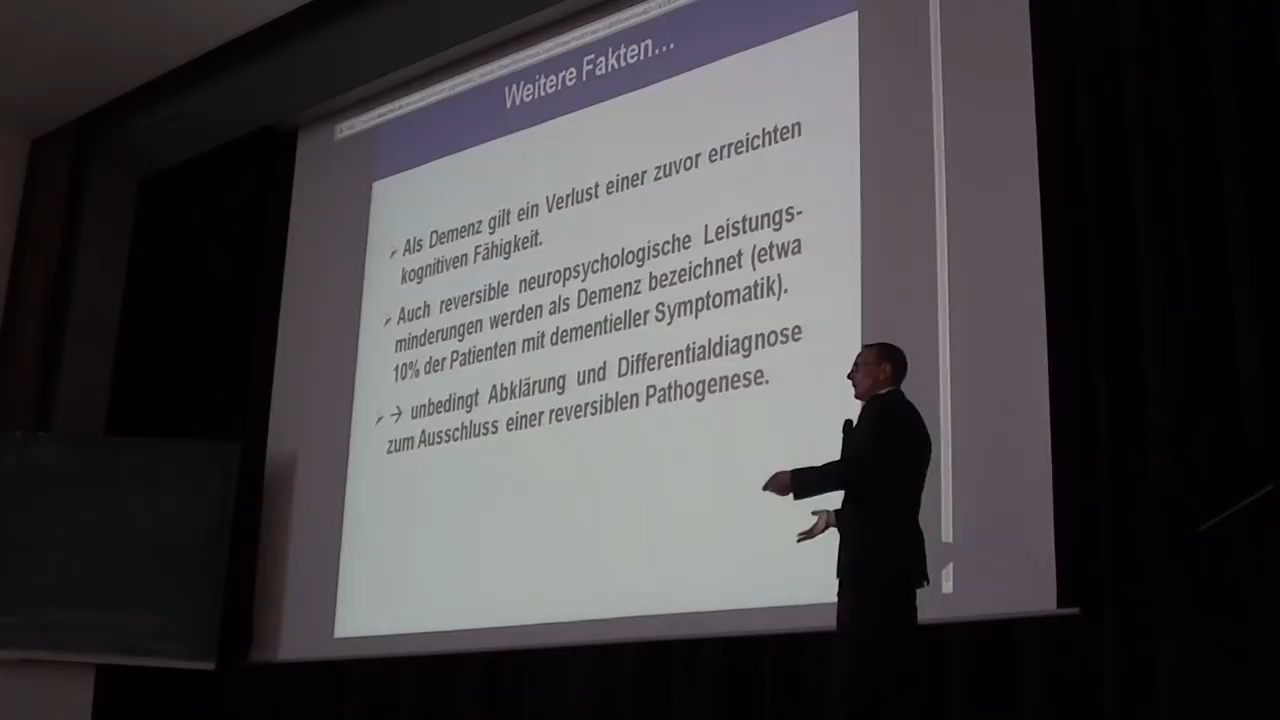 Weitere Fakten...
➢ Als Demenz gilt ein Verlust einer zuvor erreichten
kognitiven Fähigkeit.
➢ Auch reversible neuropsychologische Leistungs-
minderungen werden als Demenz bezeichnet (etwa
10% der Patienten mit dementieller Symptomatik).
➢ → unbedingt Abklärung und Differentialdiagnose
zum Ausschluss einer reversiblen Pathogenese.